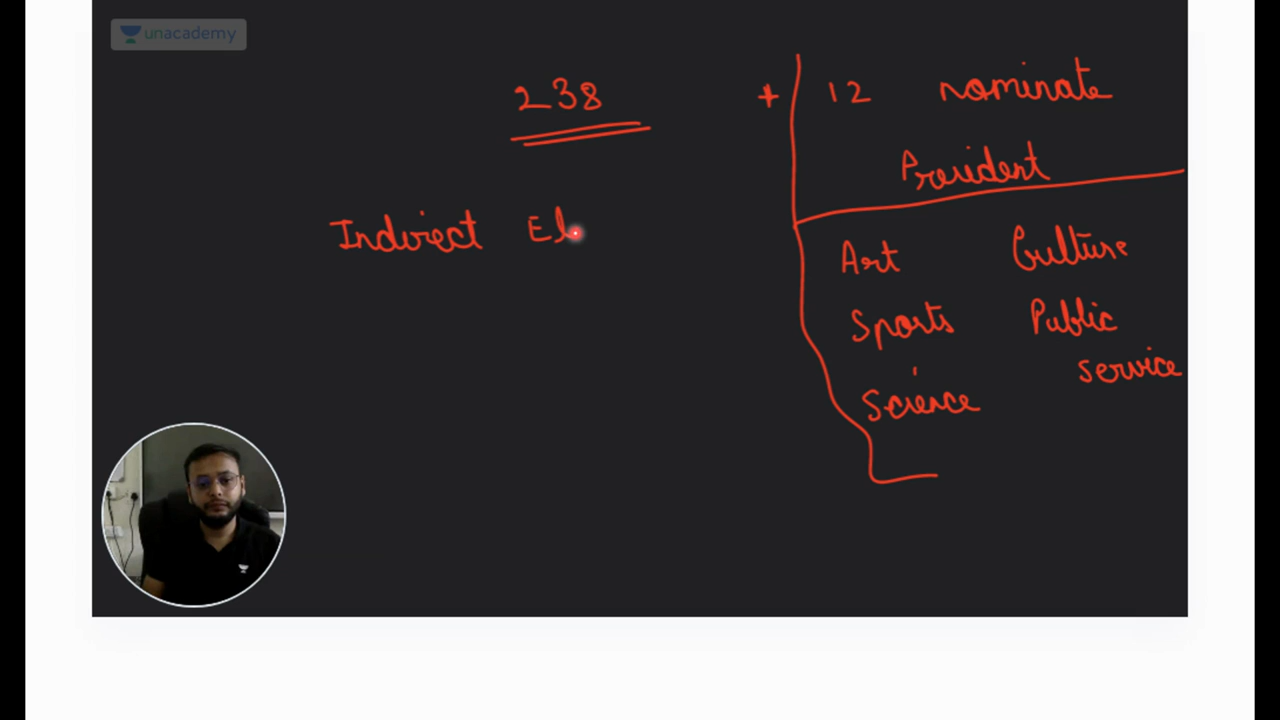 unacademy
238 + 12 nominate
President
Indirect El
Art Culture
Sports Public
service
Science